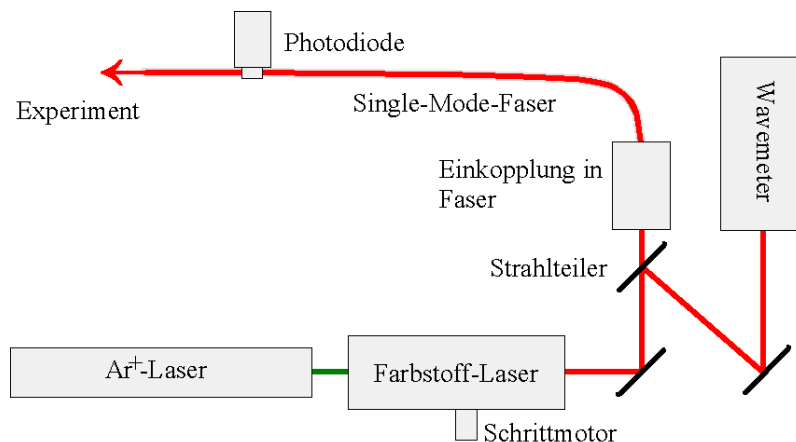 Photodiode
Experiment
Single-Mode-Faser
Wavemeter
Einkopplung in
Faser
Strahlteiler
Ar+-Laser
Farbstoff-Laser
Schrittmotor